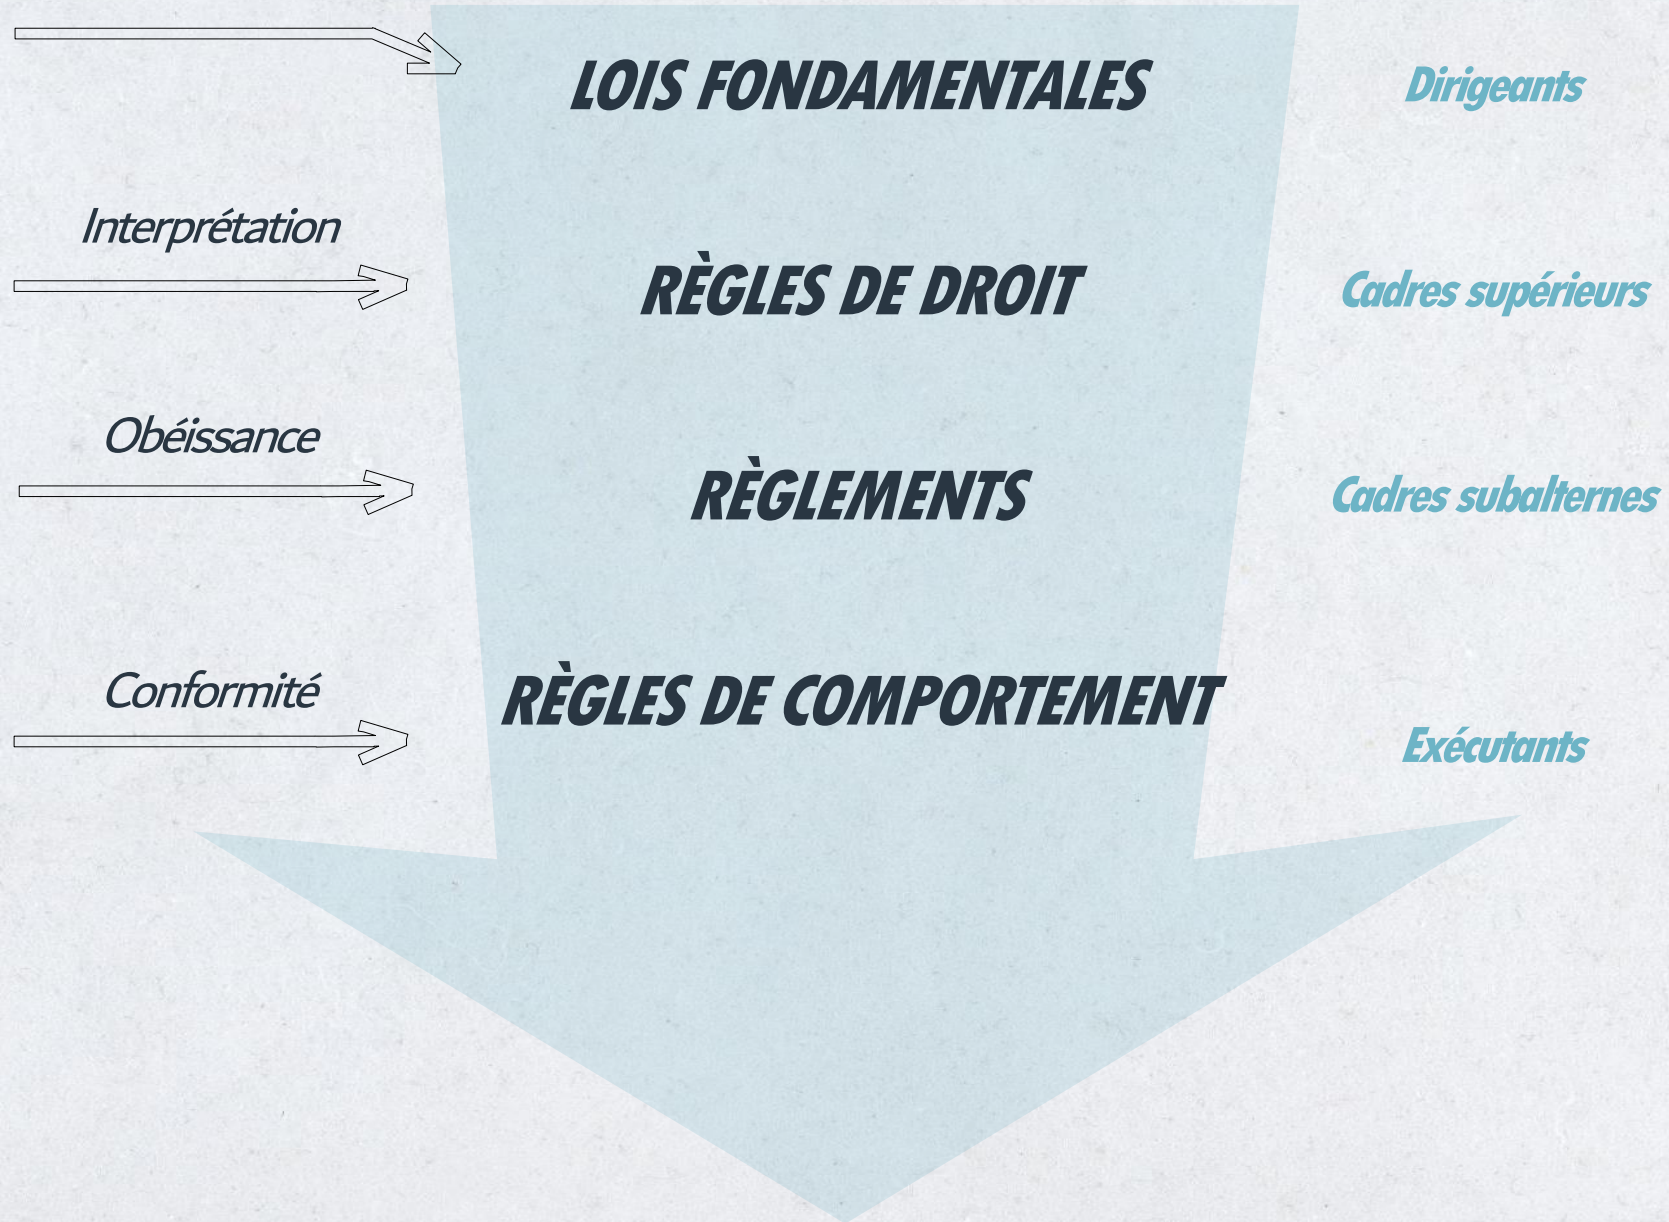 LOIS FONDAMENTALES
Dirigeants
Interprétation
RÈGLES DE DROIT
Cadres supérieurs
Obéissance
RÈGLEMENTS
Cadres subalternes
Conformité
RÈGLES DE COMPORTEMENT
Exécutants